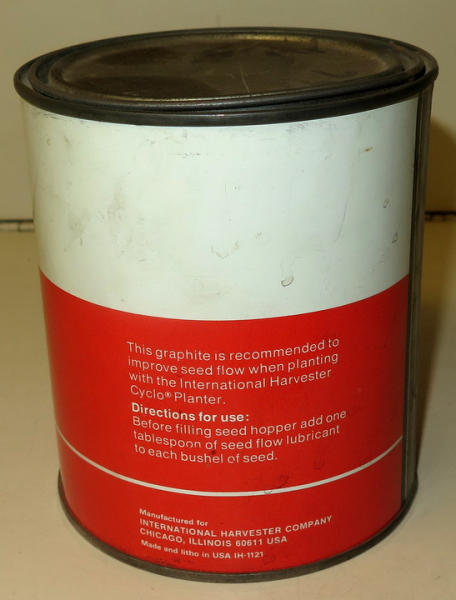 This graphite is recommended to
improve seed flow when planting
with the International Harvester
Cyclo® Planter.
Directions for use:
Before filling seed hopper add one
tablespoon of seed flow lubricant
to each bushel of seed.
Manufactured for
INTERNATIONAL HARVESTER COMPANY
CHICAGO, ILLINOIS 60611 USA
Made and litho in USA IH-1121